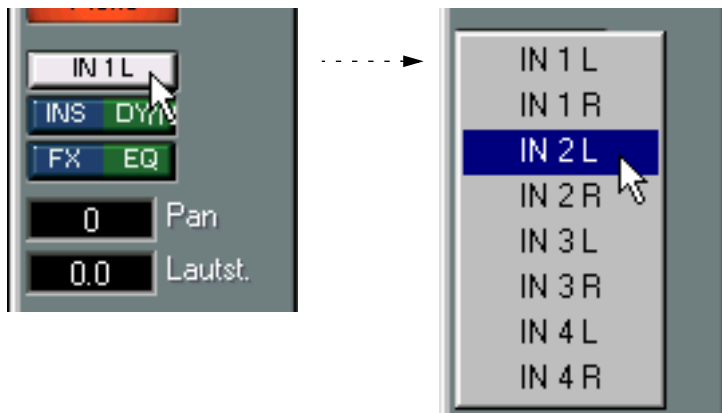 IN 1 L
INS DYN
FX EQ
0 Pan
0.0 Lautst.
IN 1 L
IN 1 R
IN 2 L
IN 2 R
IN 3 L
IN 3 R
IN 4 L
IN 4 R